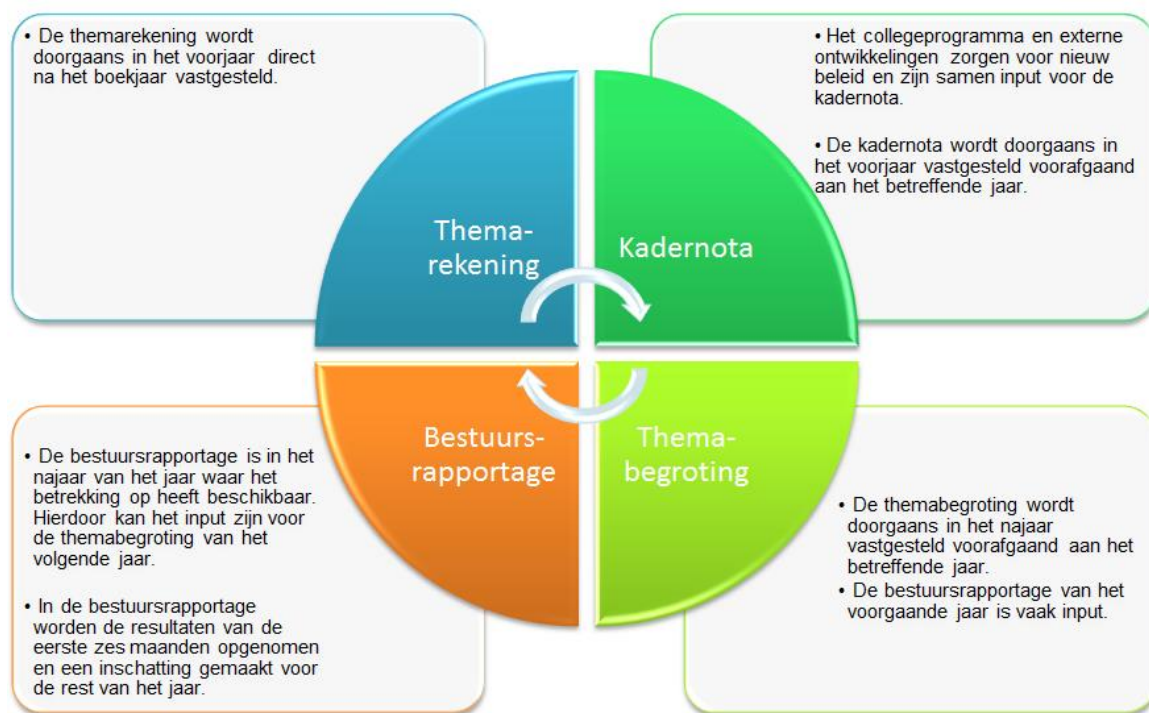 • De themarekening wordt
doorgaans in het voorjaar direct
na het boekjaar vastgesteld.
• Het collegeprogramma en externe
ontwikkelingen zorgen voor nieuw
beleid en zijn samen input voor de
kadernota.
• De kadernota wordt doorgaans in
het voorjaar vastgesteld voorafgaand
aan het betreffende jaar.
Thema-
rekening
Kadernota
Bestuurs-
rapportage
Thema-
begroting
• De bestuursrapportage is in het
najaar van het jaar waar het
betrekking op heeft beschikbaar.
Hierdoor kan het input zijn voor
de themabegroting van het
volgende jaar.
• In de bestuursrapportage
worden de resultaten van de
eerste zes maanden opgenomen
en een inschatting gemaakt voor
de rest van het jaar.
• De themabegroting wordt
doorgaans in het najaar
vastgesteld voorafgaand aan het
betreffende jaar.
• De bestuursrapportage van het
voorgaande jaar is vaak input.